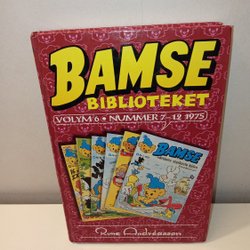 BAMSE
BIBLIOTEKET
VOLYM 6 • NUMMER 7-12 1975
BAMSE
Rune Andréasson